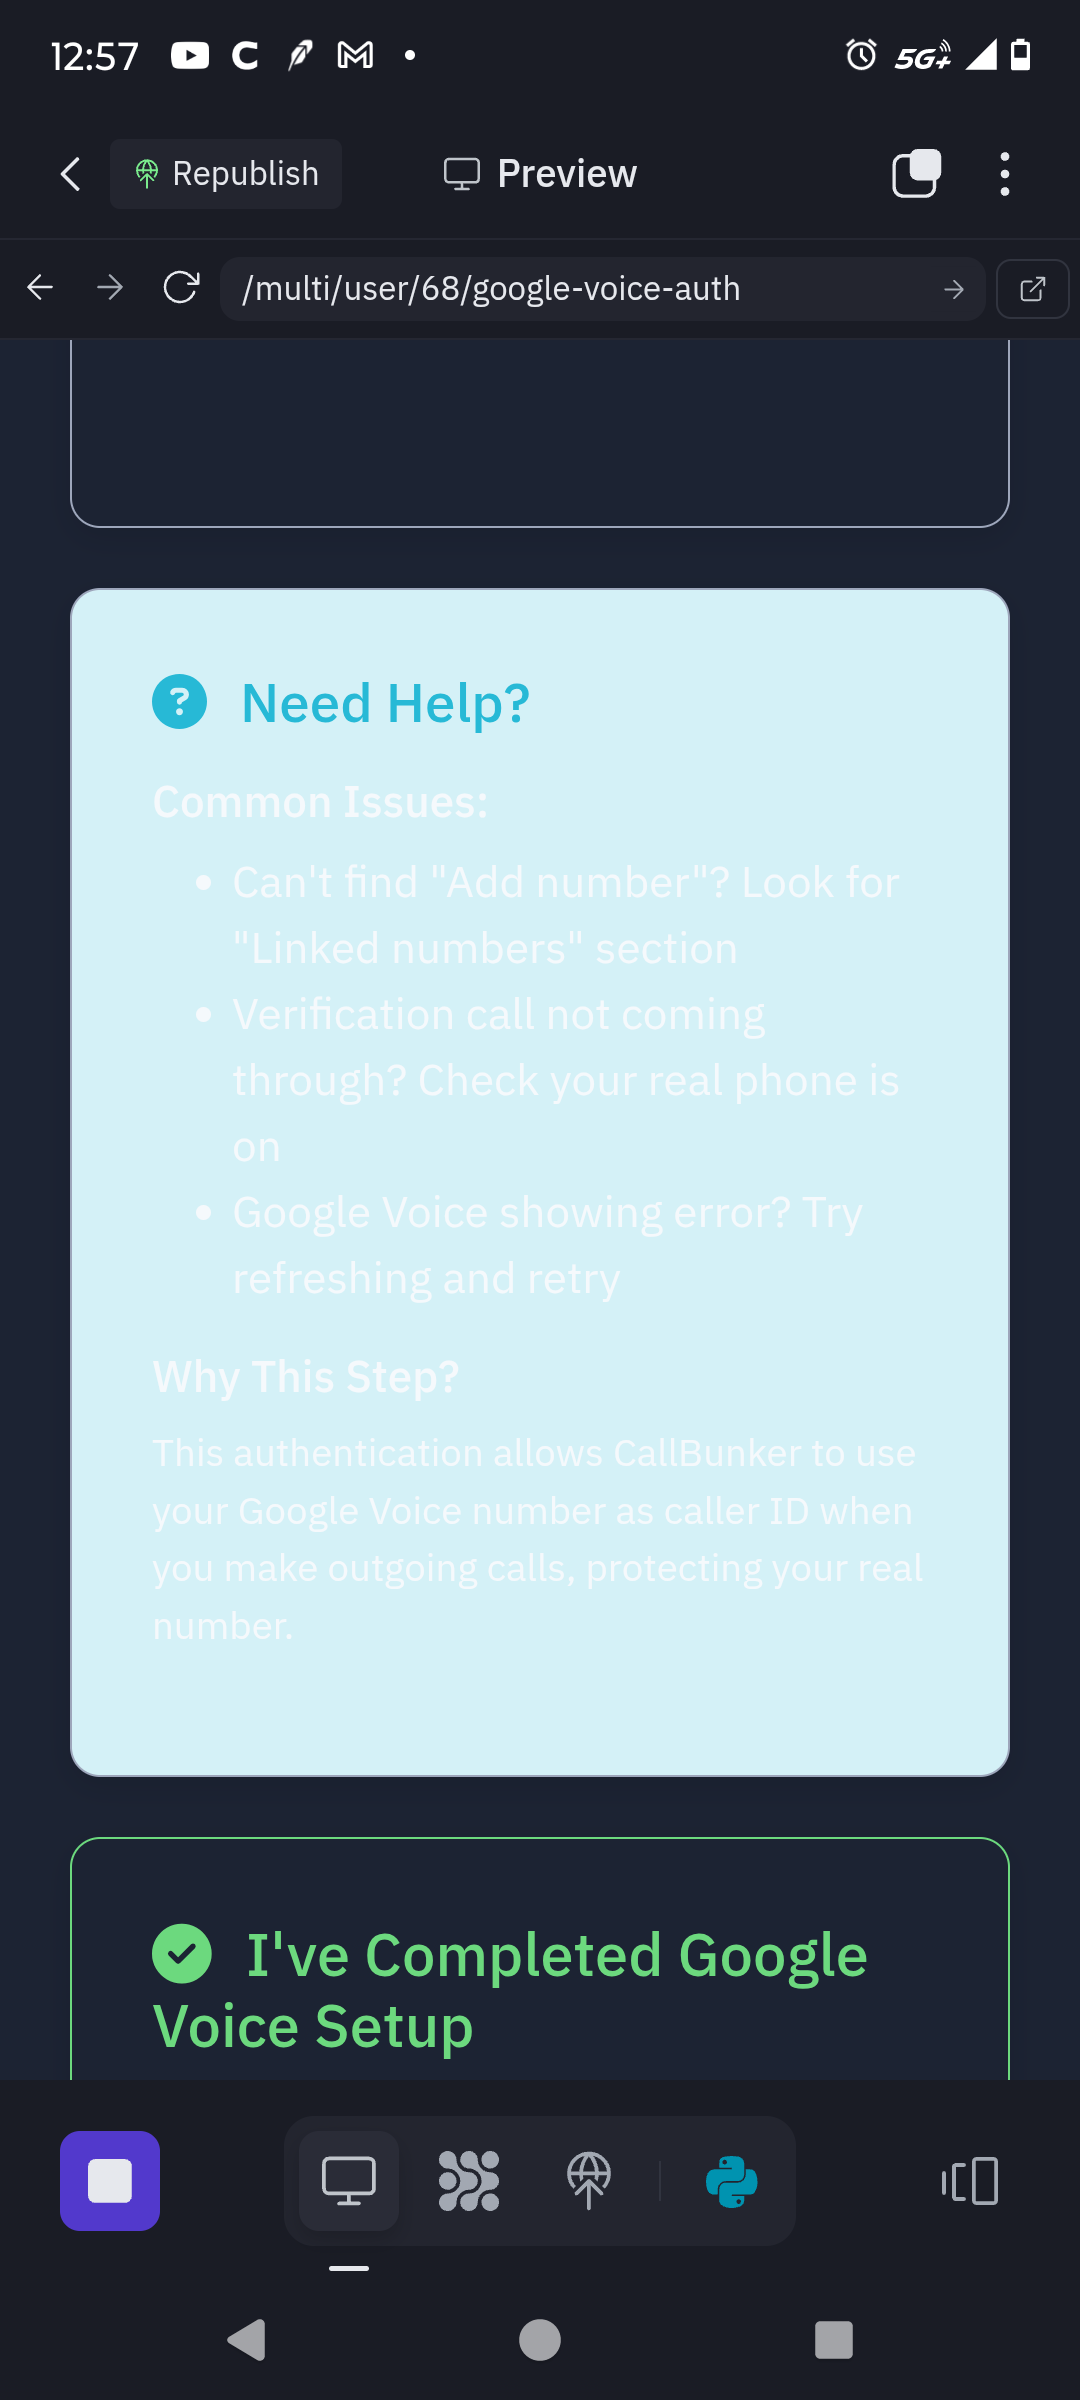 12:57
5G+
Republish
Preview
/multi/user/68/google-voice-auth
Need Help?
Common Issues:
Can't find "Add number"? Look for
"Linked numbers" section
Verification call not coming
through? Check your real phone is
on
Google Voice showing error? Try
refreshing and retry
Why This Step?
This authentication allows CallBunker to use
your Google Voice number as caller ID when
you make outgoing calls, protecting your real
number.
I've Completed Google
Voice Setup